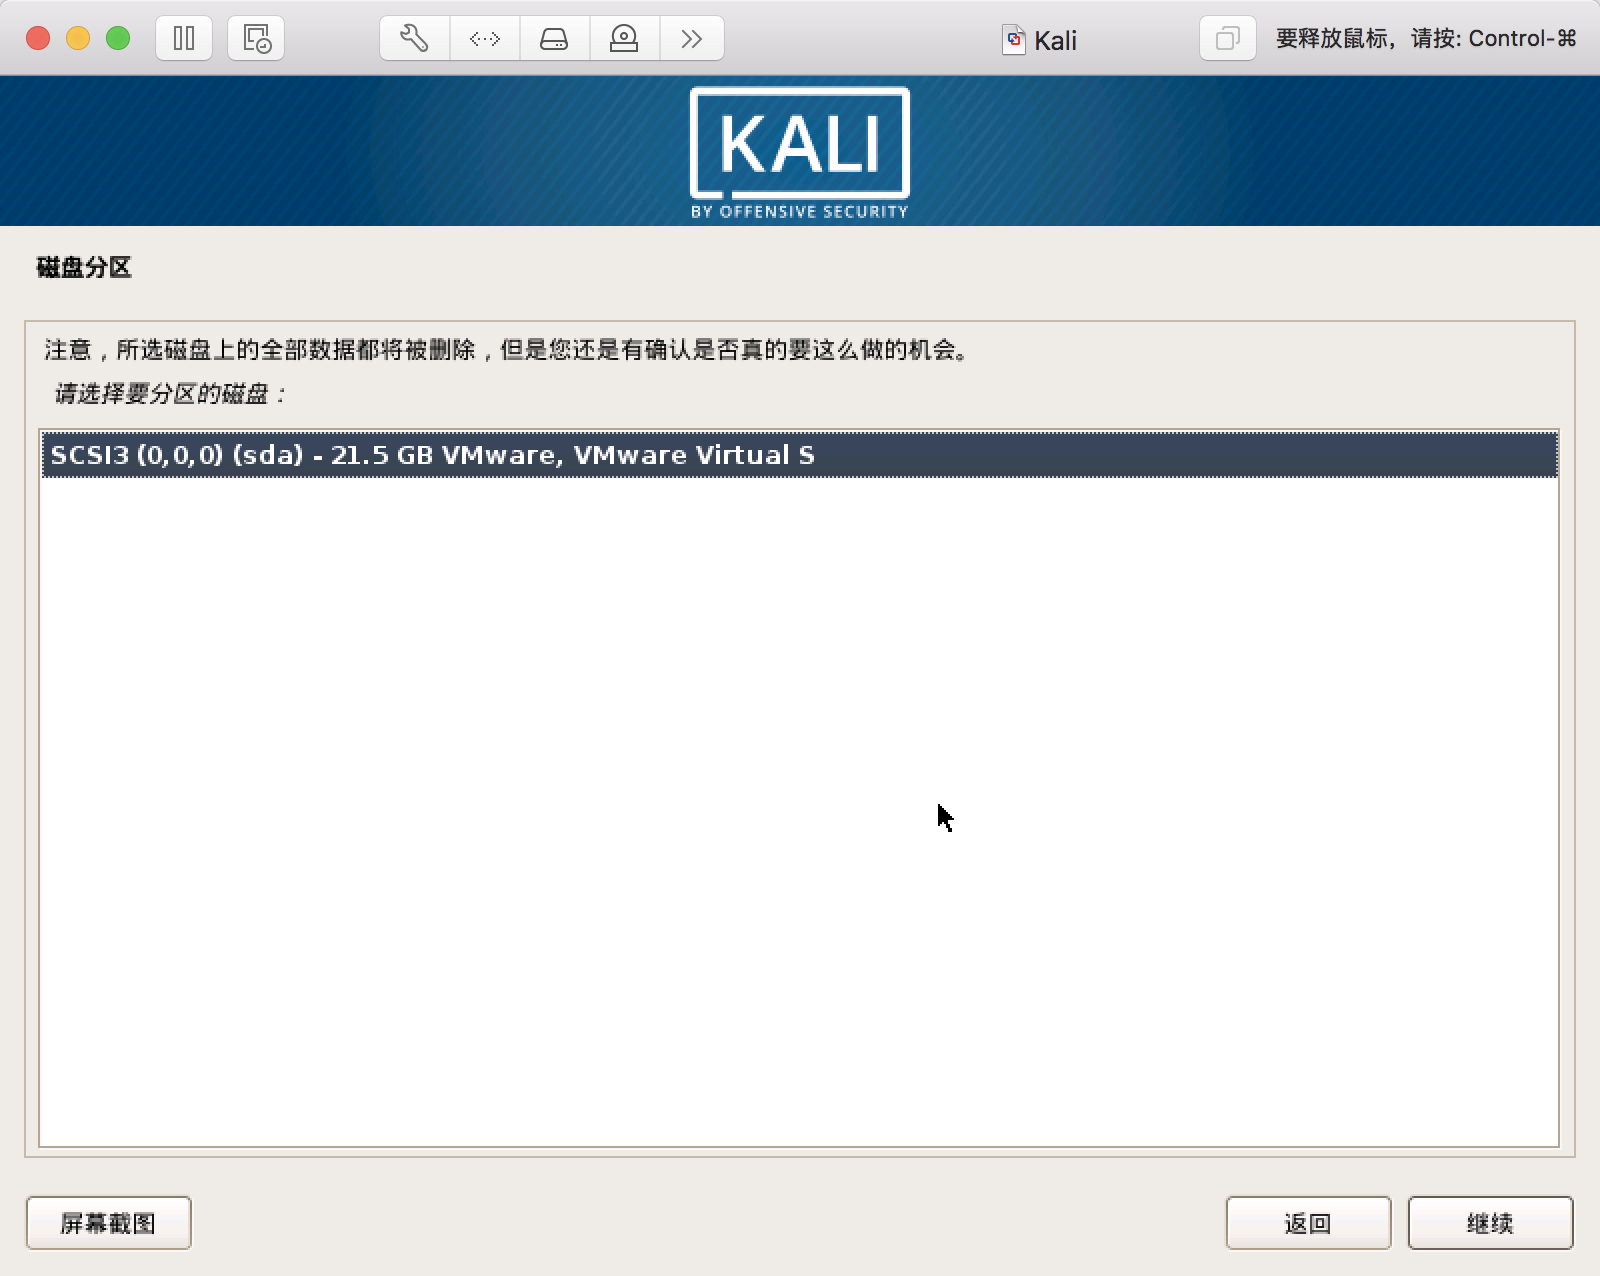 Kali
要释放鼠标，请按: Control-⌘
KALI
BY OFFENSIVE SECURITY
磁盘分区
注意，所选磁盘上的全部数据都将被删除，但是您还是有确认是否真的要这么做的机会。
请选择要分区的磁盘：
SCSI3 (0,0,0) (sda) - 21.5 GB VMware, VMware Virtual S
屏幕截图
返回
继续